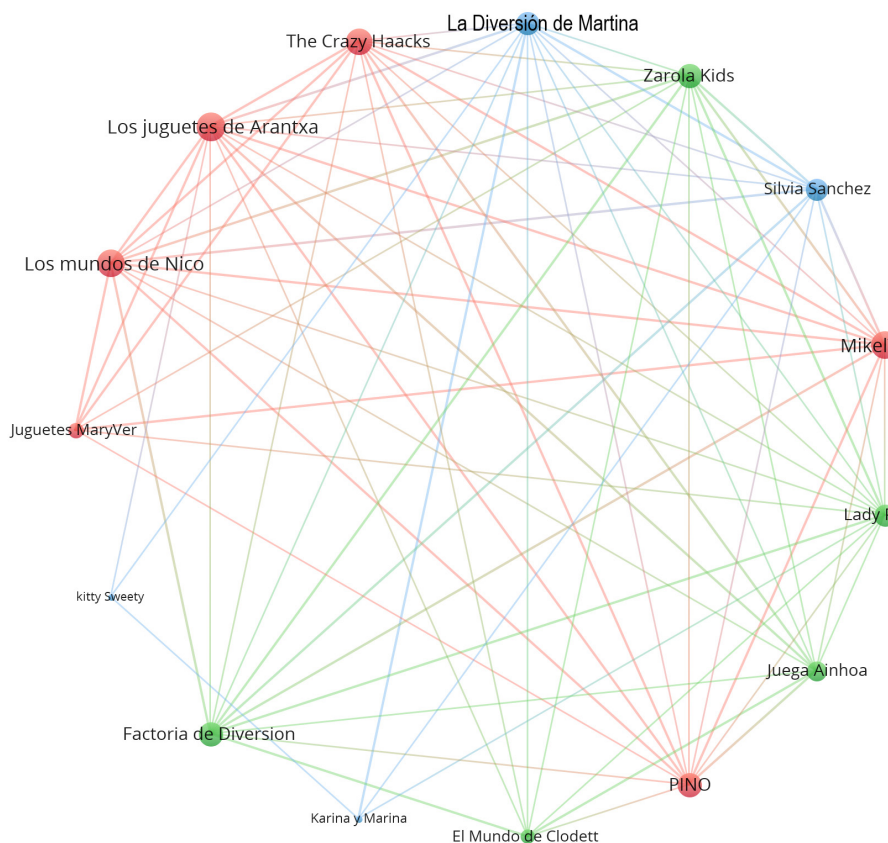 La Diversión de Martina
The Crazy Haacks
Zarola Kids
Los juguetes de Arantxa
Silvia Sanchez
Los mundos de Nico
Juguetes MaryVer
Lady
kitty Sweety
Juega Ainhoa
Factoria de Diversion
PINO
Karina y Marina
El Mundo de Clodett